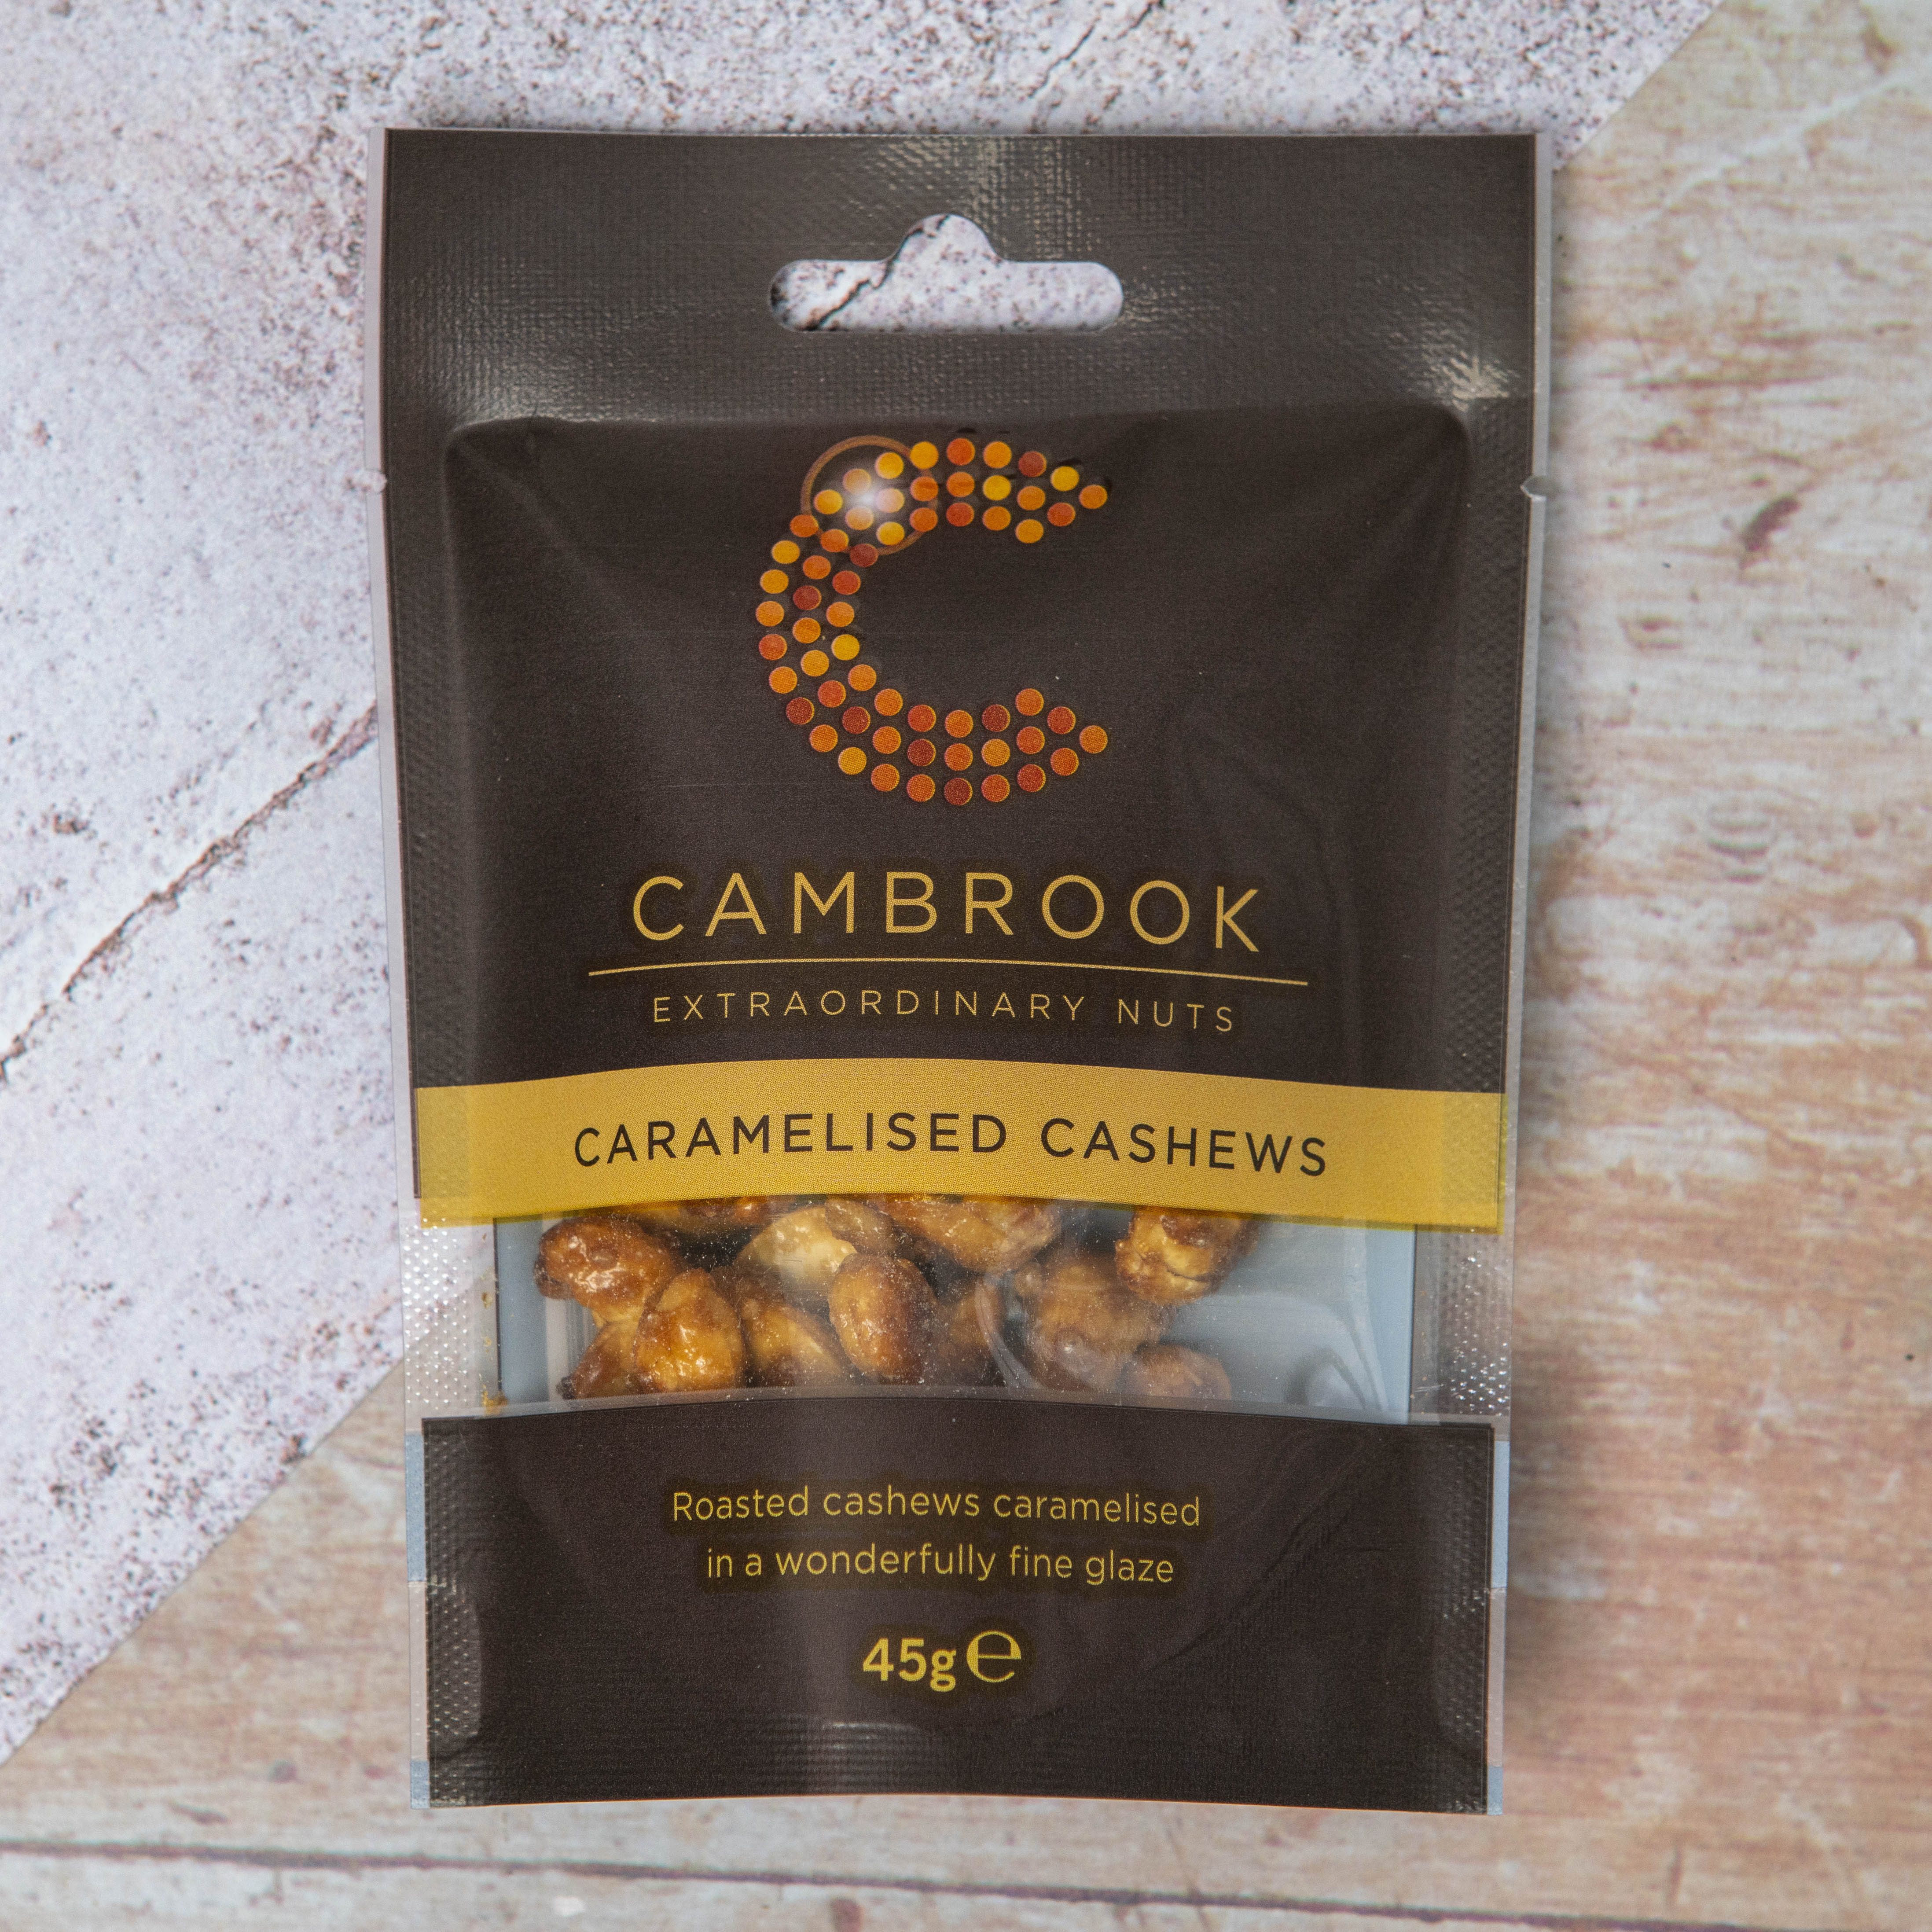 CAMBROOK
EXTRAORDINARY NUTS
CARAMELISED CASHEWS
Roasted cashews caramelised
in a wonderfully fine glaze
45g℮